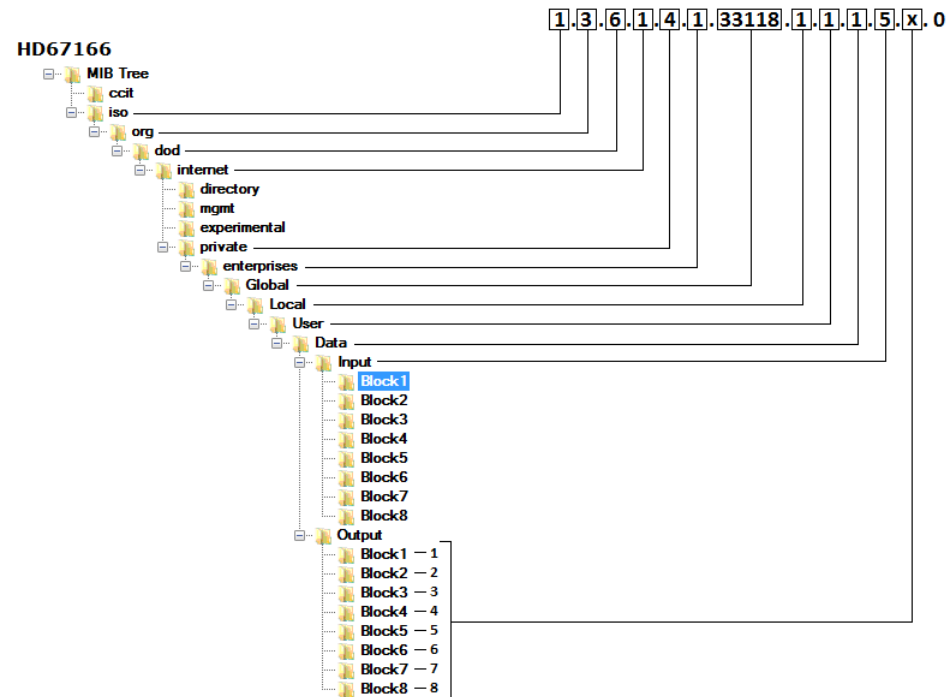 1.3.6.1.4.1.33118.1.1.1.5.x.0
HD67166
MIB Tree
ccit
iso
org
dod
internet
directory
mgmt
experimental
private
enterprises
Global
Local
User
Data
Input
Block1
Block2
Block3
Block4
Block5
Block6
Block7
Block8
Output
Block1 — 1
Block2 — 2
Block3 — 3
Block4 — 4
Block5 — 5
Block6 — 6
Block7 — 7
Block8 — 8